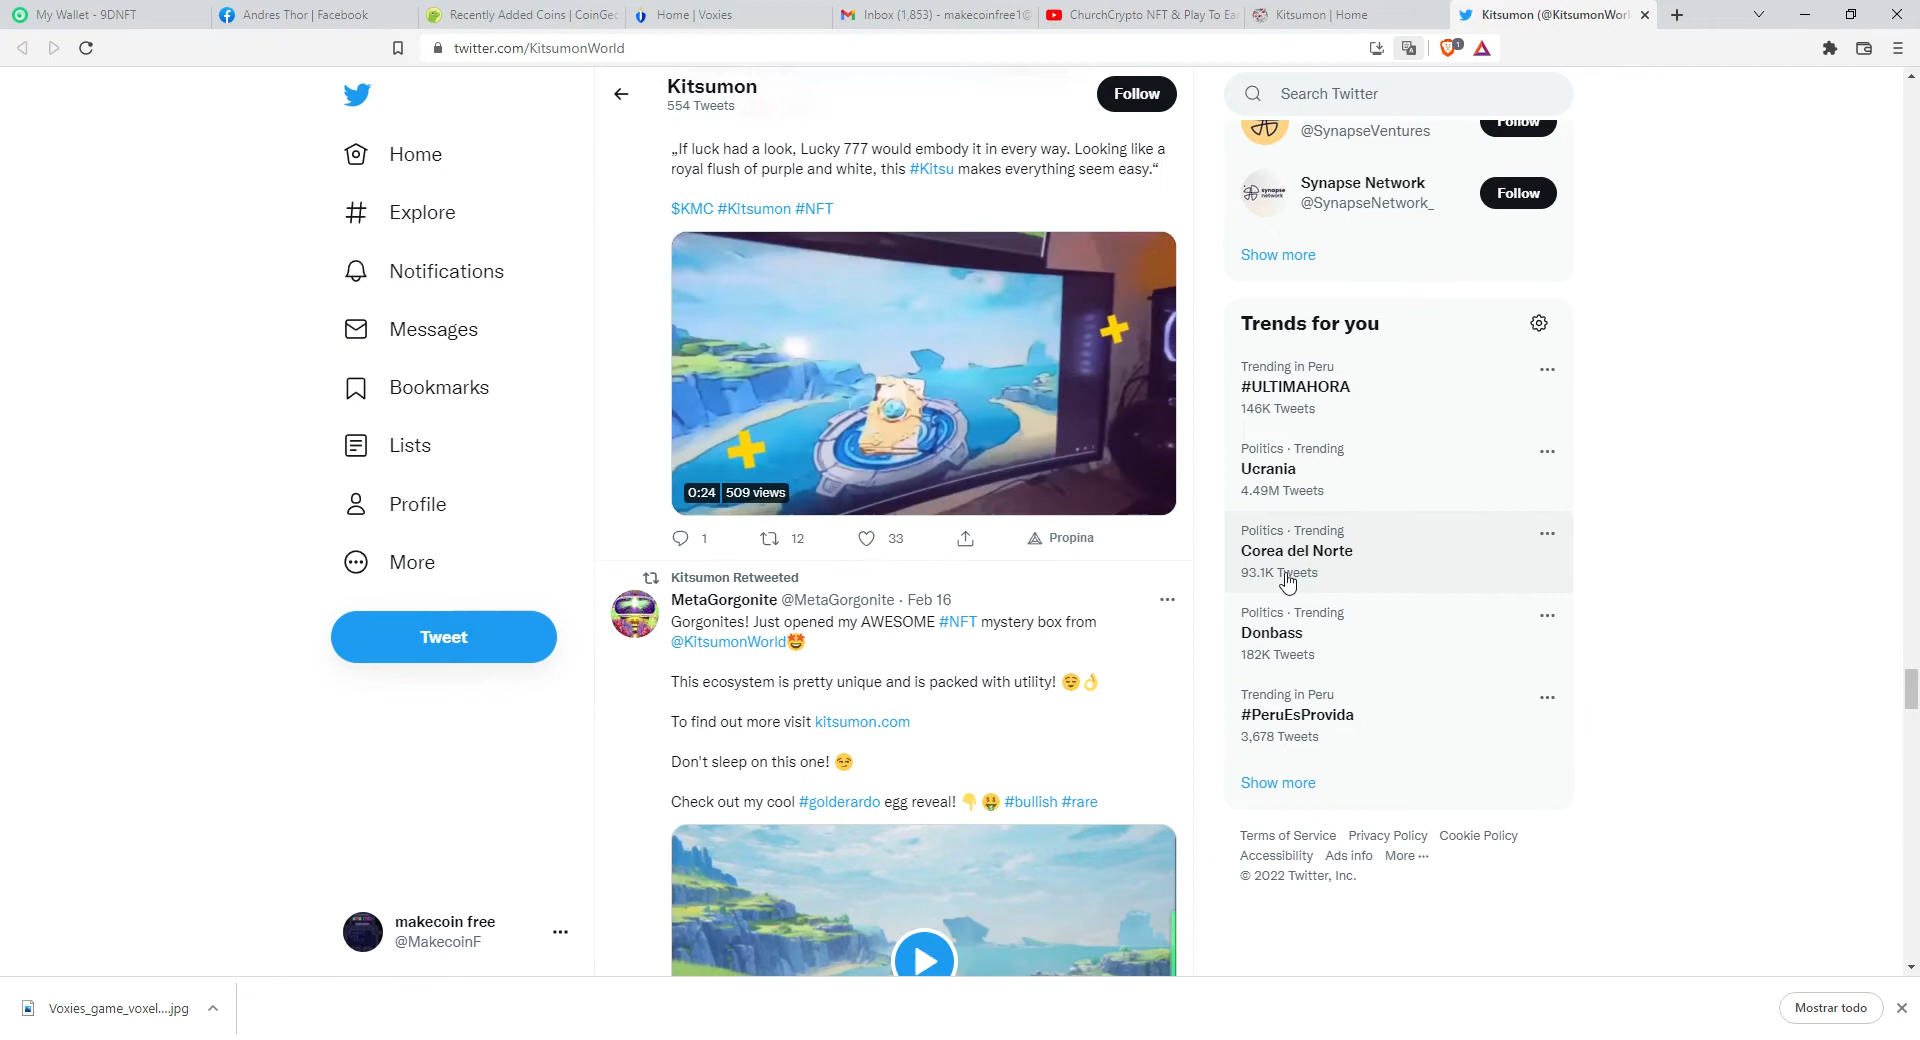 My Wallet - 9DNFT
Andres Thor | Facebook
Recently Added Coins | CoinGec
Home | Voxies
Inbox (1,853) - makecoinfree1@
ChurchCrypto NFT & Play To Ear
Kitsumon | Home
Kitsumon (@KitsumonWorl
twitter.com/KitsumonWorld
1
Home
Explore
Notifications
Messages
Bookmarks
Lists
Profile
More
Tweet
makecoin free
@MakecoinF
Kitsumon
554 Tweets
Follow
„If luck had a look, Lucky 777 would embody it in every way. Looking like a
royal flush of purple and white, this #Kitsu makes everything seem easy.“
$KMC #Kitsumon #NFT
0:24 509 views
1 12 33 Propina
Kitsumon Retweeted
MetaGorgonite @MetaGorgonite · Feb 16
Gorgonites! Just opened my AWESOME #NFT mystery box from
@KitsumonWorld🤩
This ecosystem is pretty unique and is packed with utility! 😌👌
To find out more visit kitsumon.com
Don't sleep on this one! 😏
Check out my cool #golderardo egg reveal! 👇 🤑 #bullish #rare
Search Twitter
@SynapseVentures
Follow
Synapse Network
@SynapseNetwork_
Follow
synapse
network
Show more
Trends for you
Trending in Peru
#ULTIMAHORA
146K Tweets
Politics · Trending
Ucrania
4.49M Tweets
Politics · Trending
Corea del Norte
93.1K Tweets
Politics · Trending
Donbass
182K Tweets
Trending in Peru
#PeruEsProvida
3,678 Tweets
Show more
Terms of Service Privacy Policy Cookie Policy
Accessibility Ads info More ···
© 2022 Twitter, Inc.
Voxies_game_voxel....jpg
Mostrar todo